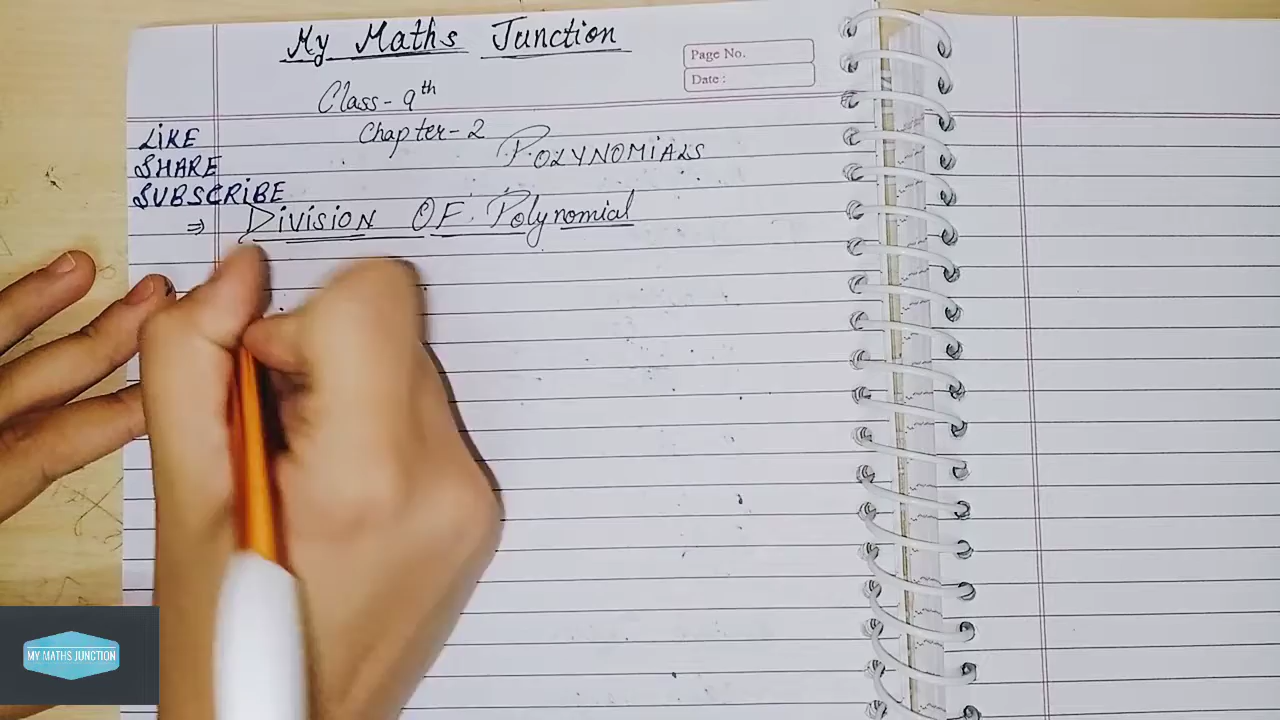 My Maths Junction
Page No.
Date :
Class - 9th
Chapter - 2
POLYNOMIALS
LiKE
SHARE
SUBSCRiBE
⇒ Division OF Polynomial
MY MATHS JUNCTION